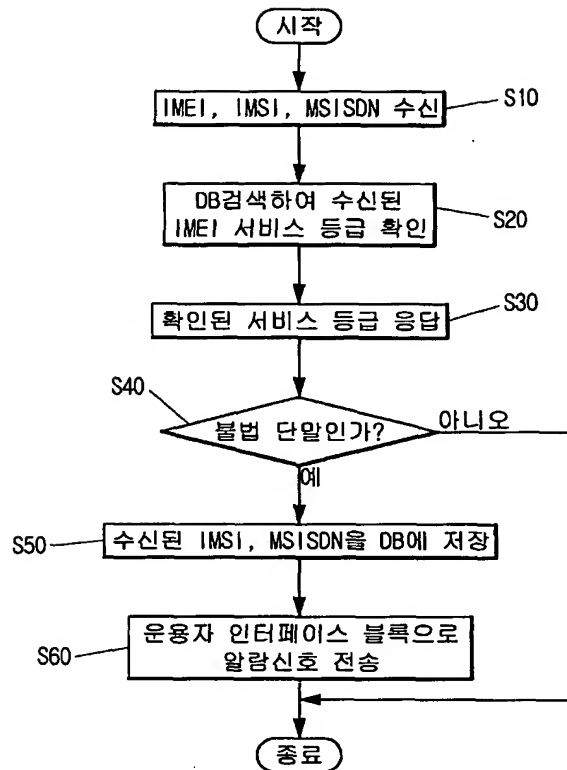 시작
IMEI, IMSI, MSISDN 수신
S10
DB검색하여 수신된
IMEI 서비스 등급 확인
S20
확인된 서비스 등급 응답
S30
S40
불법 단말인가?
아니오
예
S50
수신된 IMSI, MSISDN을 DB에 저장
S60
운용자 인터페이스 블록으로
알람신호 전송
종료